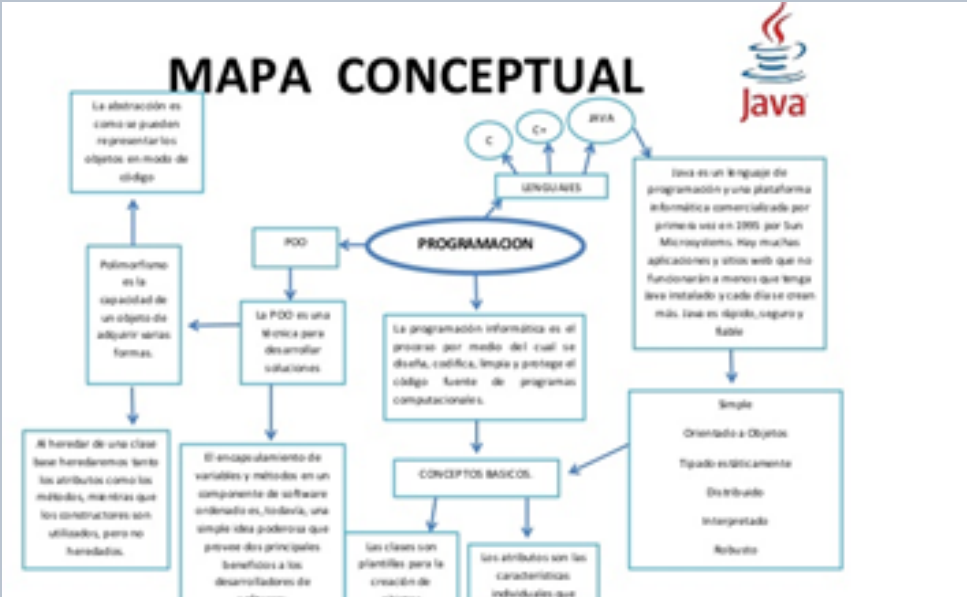 MAPA CONCEPTUAL
Java
La abstracción es
como se pueden
representar los
objetos en modo de
código
C
C+
JAVA
LENGUAJES
Java es un lenguaje de
programación y una plataforma
informática comercializada por
primera vez en 1995 por Sun
Microsystems. Hay muchas
aplicaciones y sitios web que no
funcionarán a menos que tenga
Java instalado y cada día se crean
más. Java es rápido, seguro y
fiable
POO
PROGRAMACION
Polimorfismo
es la
capacidad de
un objeto de
adquirir varias
formas.
La POO es una
técnica para
desarrollar
soluciones
La programación informática es el
proceso por medio del cual se
diseña, codifica, limpia y protege el
código fuente de programas
computacionales.
Simple
Orientado a Objetos
Tipado estáticamente
Distribuido
Interpretado
Robusto
Al heredar de una clase
base heredaremos tanto
los atributos como los
métodos, mientras que
los constructores son
utilizados, pero no
heredados.
El encapsulamiento de
variables y métodos en un
componente de software
ordenado es, todavía, una
simple idea poderosa que
provee dos principales
beneficios a los
desarrolladores de
CONCEPTOS BASICOS.
Las clases son
plantillas para la
creación de
Los atributos son las
características
individuales que